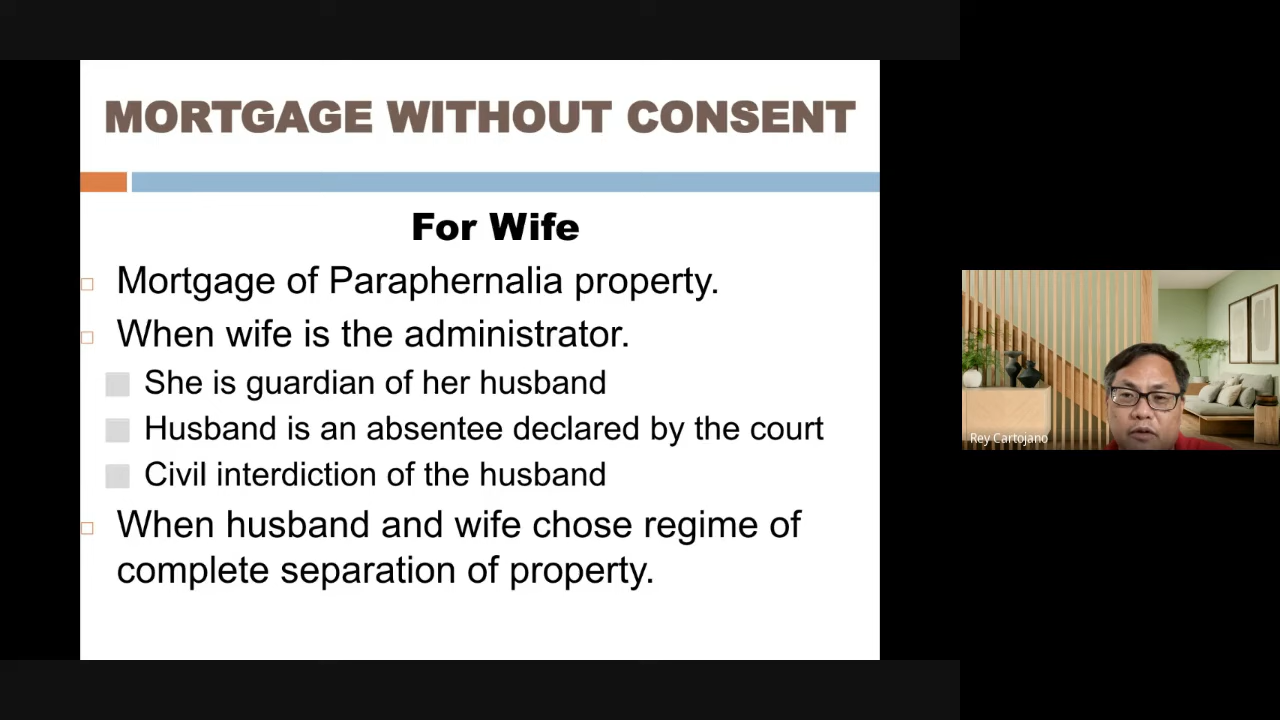 MORTGAGE WITHOUT CONSENT
For Wife
Mortgage of Paraphernalia property.
When wife is the administrator.
She is guardian of her husband
Husband is an absentee declared by the court
Civil interdiction of the husband
When husband and wife chose regime of
complete separation of property.
Rey Cartojano